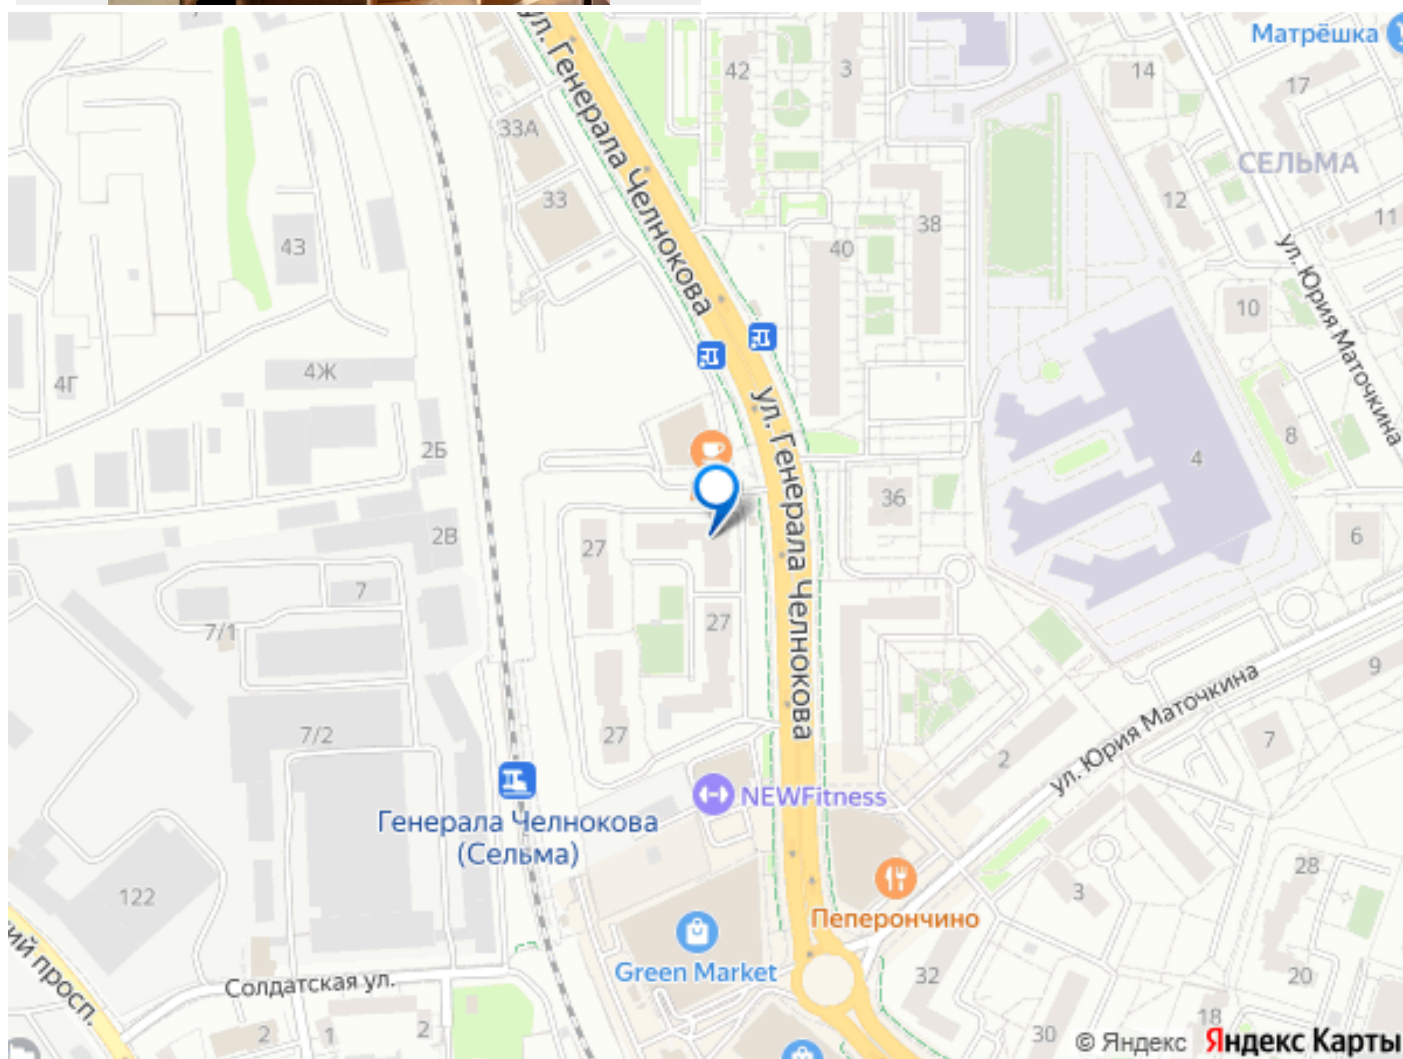 Матрёшка
ул. Генерала Челнокова
42
3
14
17
33А
СЕЛЬМА
33
12
11
38
43
40
ул. Юрия Маточкина
10
4Ж
4Г
ул. Генерала Челнокова
8
2Б
4
36
2В
27
6
7
7/1
27
9
7/2
27
ул. Юрия Маточкина
7
2
NEWFitness
Генерала Челнокова
(Сельма)
28
122
3
Пеперончино
ий просп.
Green Market
32
20
Солдатская ул.
18
2
1
2
30
© Яндекс Яндекс Карты